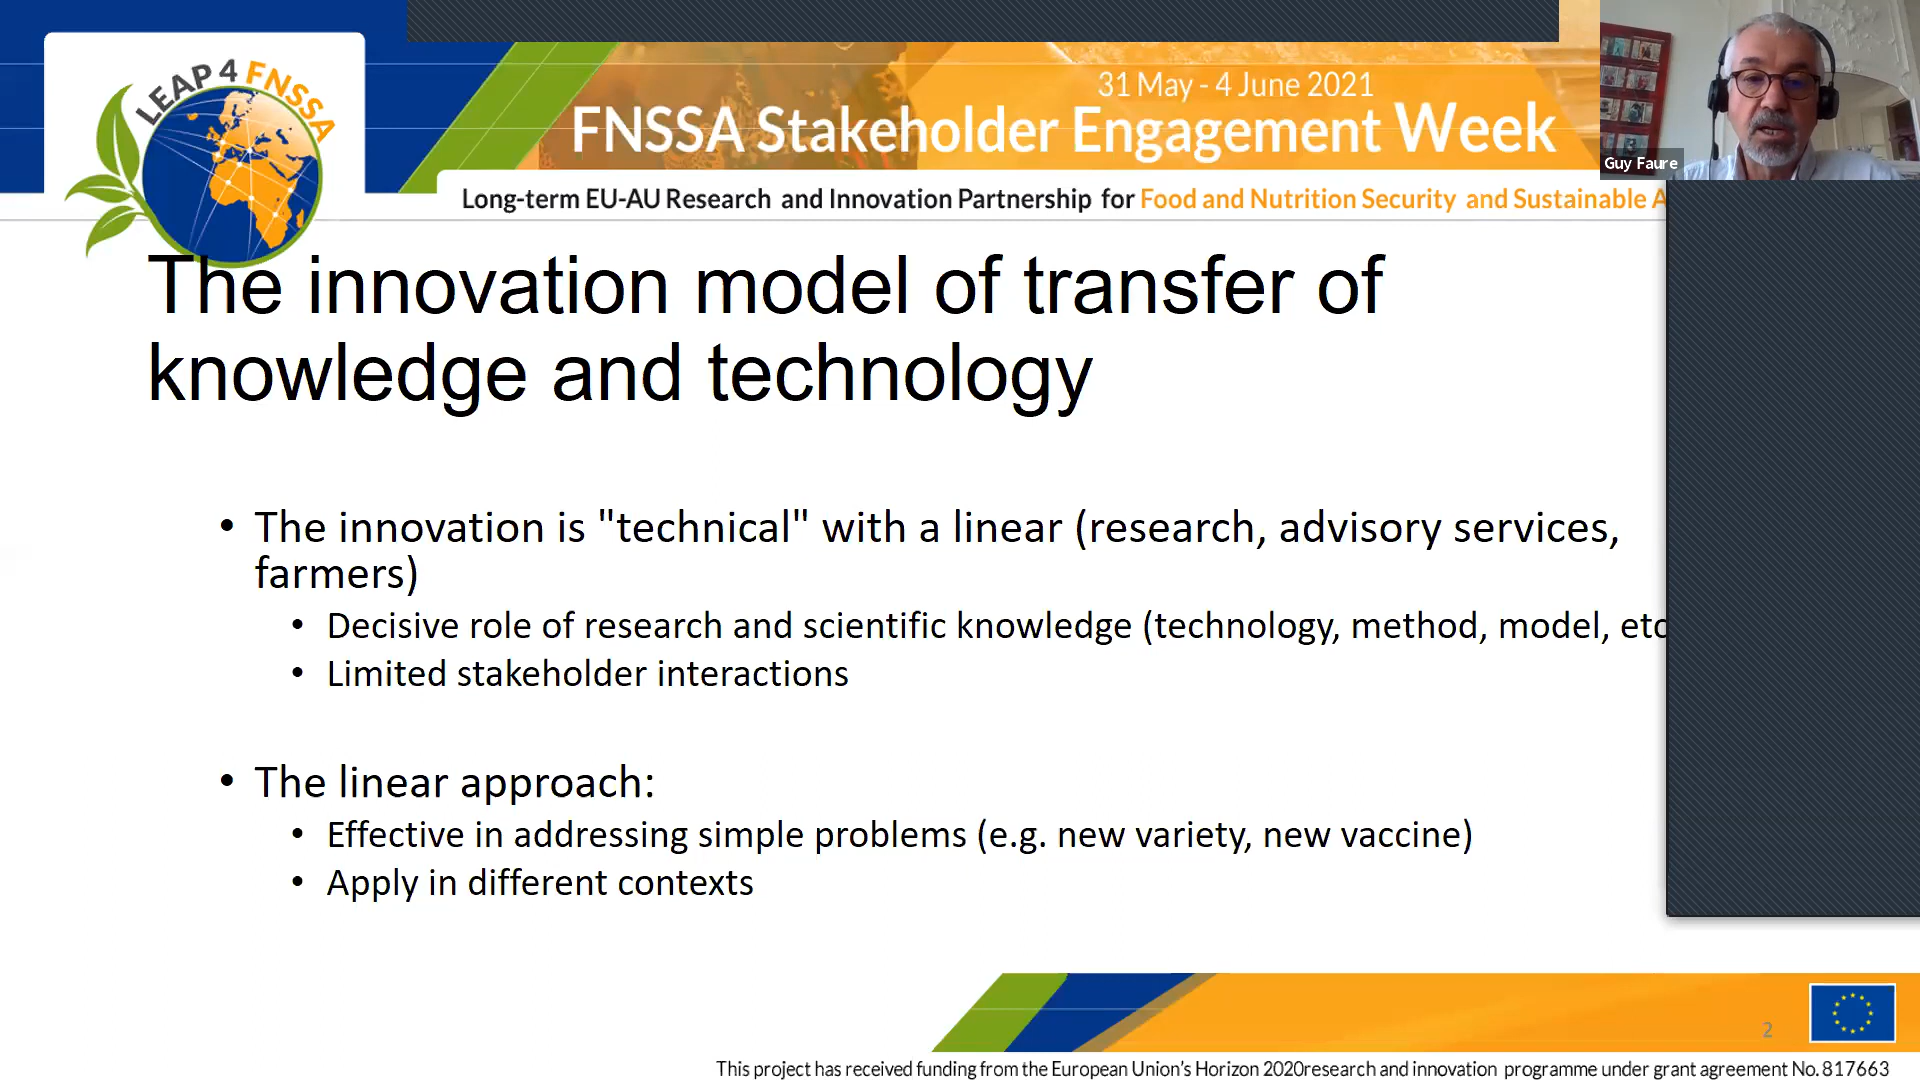 LEAP 4 FNSSA
31 May - 4 June 2021
FNSSA Stakeholder Engagement Week
Guy Faure
Long-term EU-AU Research and Innovation Partnership for Food and Nutrition Security and Sustainable A
The innovation model of transfer of
knowledge and technology
• The innovation is "technical" with a linear (research, advisory services,
farmers)
• Decisive role of research and scientific knowledge (technology, method, model, etc
• Limited stakeholder interactions
• The linear approach:
• Effective in addressing simple problems (e.g. new variety, new vaccine)
• Apply in different contexts
2
This project has received funding from the European Union's Horizon 2020research and innovation programme under grant agreement No. 817663